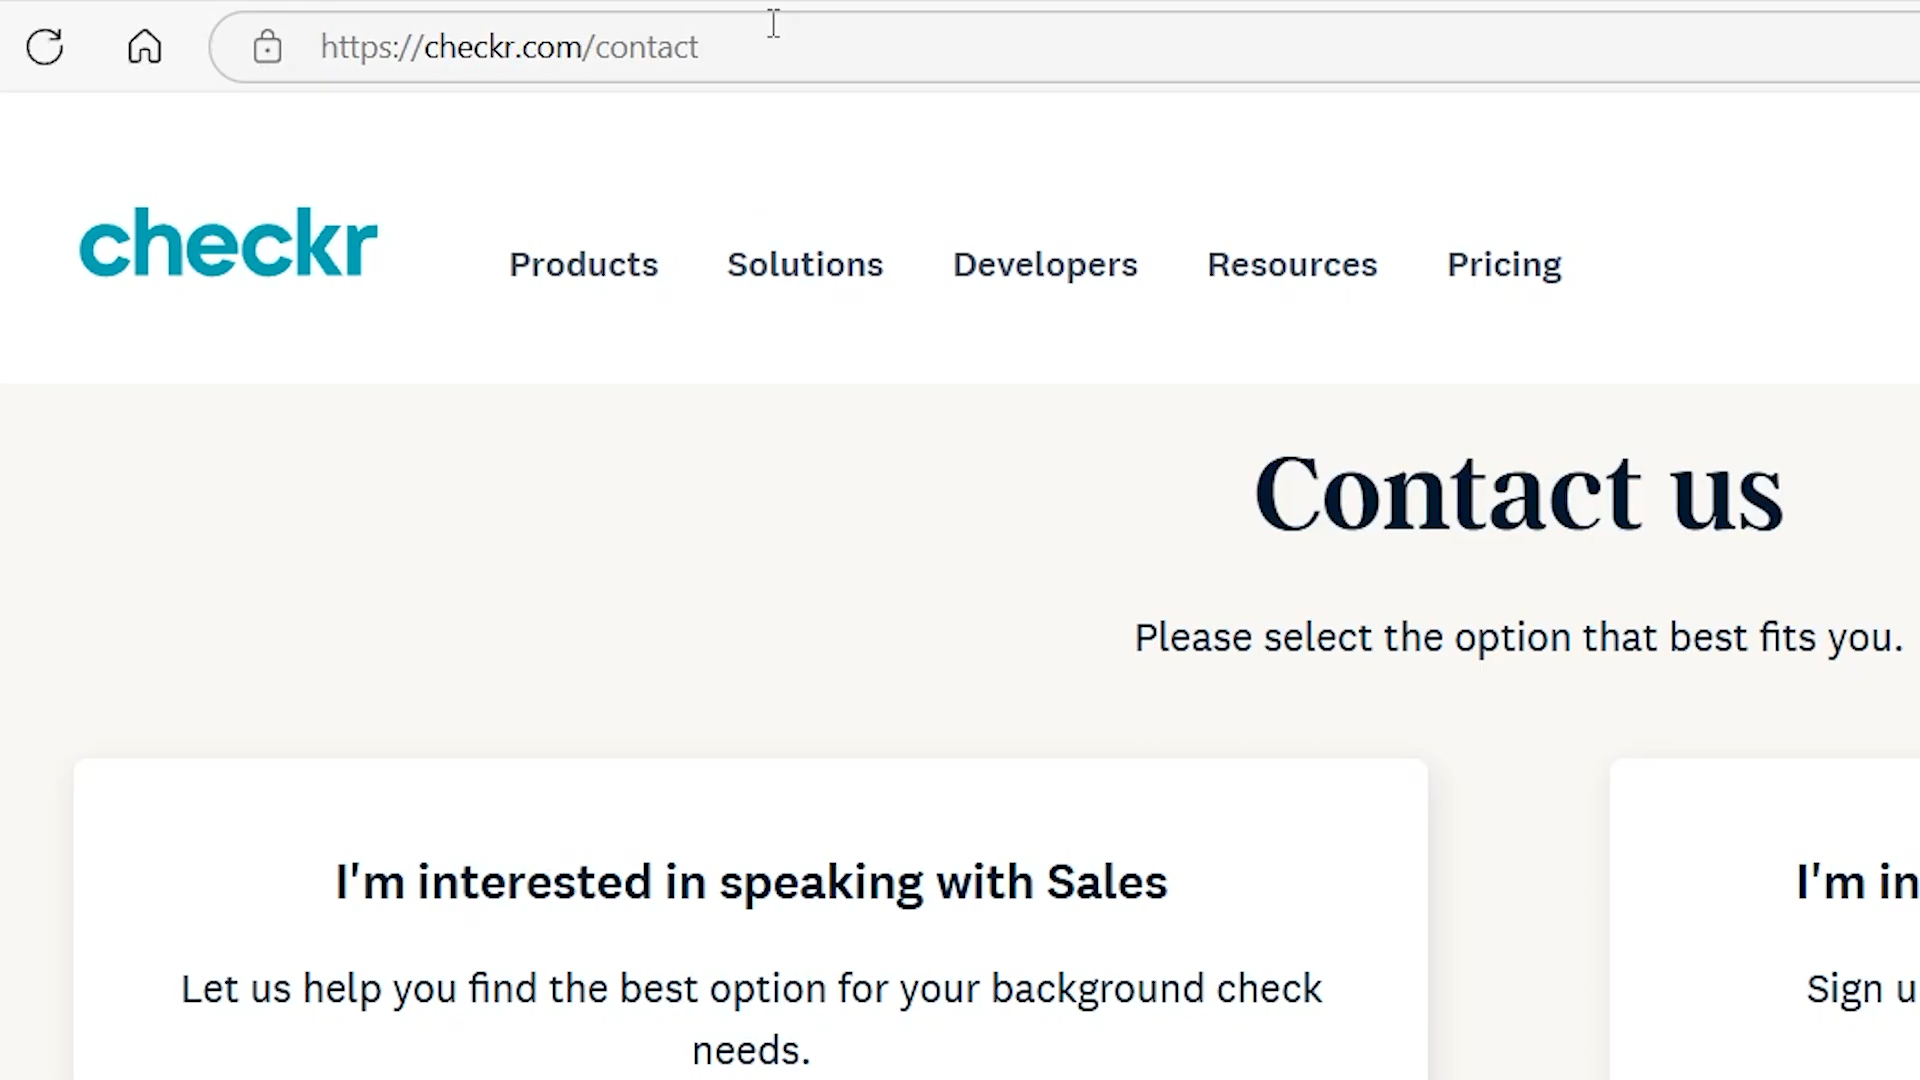 https://checkr.com/contact
checkr
Products Solutions Developers Resources Pricing
Contact us
Please select the option that best fits you.
I'm interested in speaking with Sales
Let us help you find the best option for your background check
needs.
I'm in
Sign u